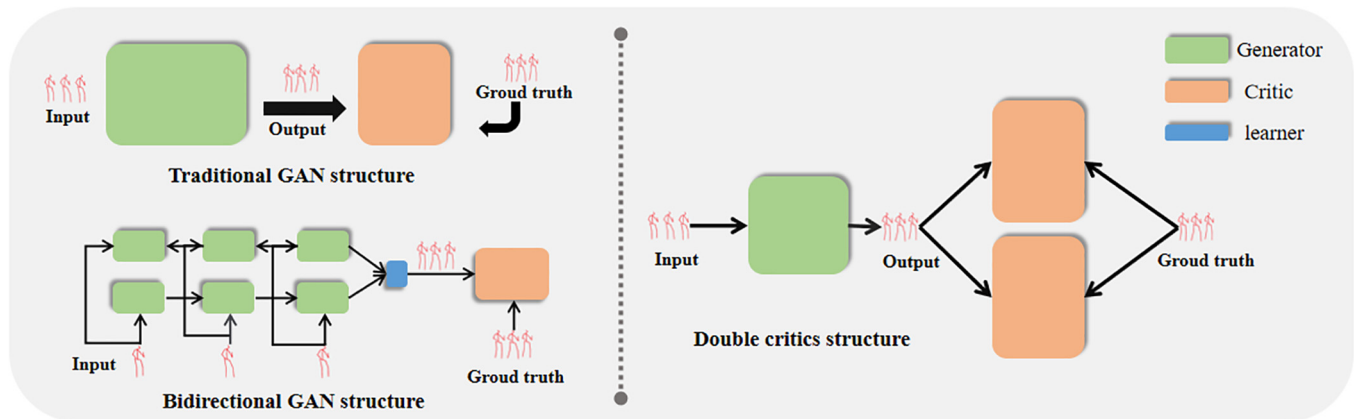 Input
Output
Groud truth
Traditional GAN structure
Input
Groud truth
Bidirectional GAN structure
Generator
Critic
learner
Input
Output
Groud truth
Double critics structure